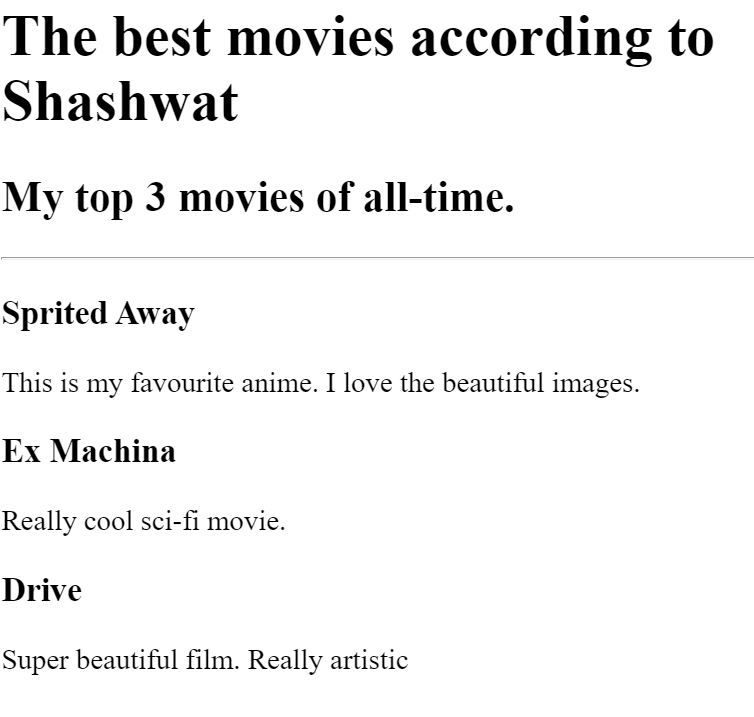 The best movies according to
Shashwat
My top 3 movies of all-time.
Sprited Away
This is my favourite anime. I love the beautiful images.
Ex Machina
Really cool sci-fi movie.
Drive
Super beautiful film. Really artistic